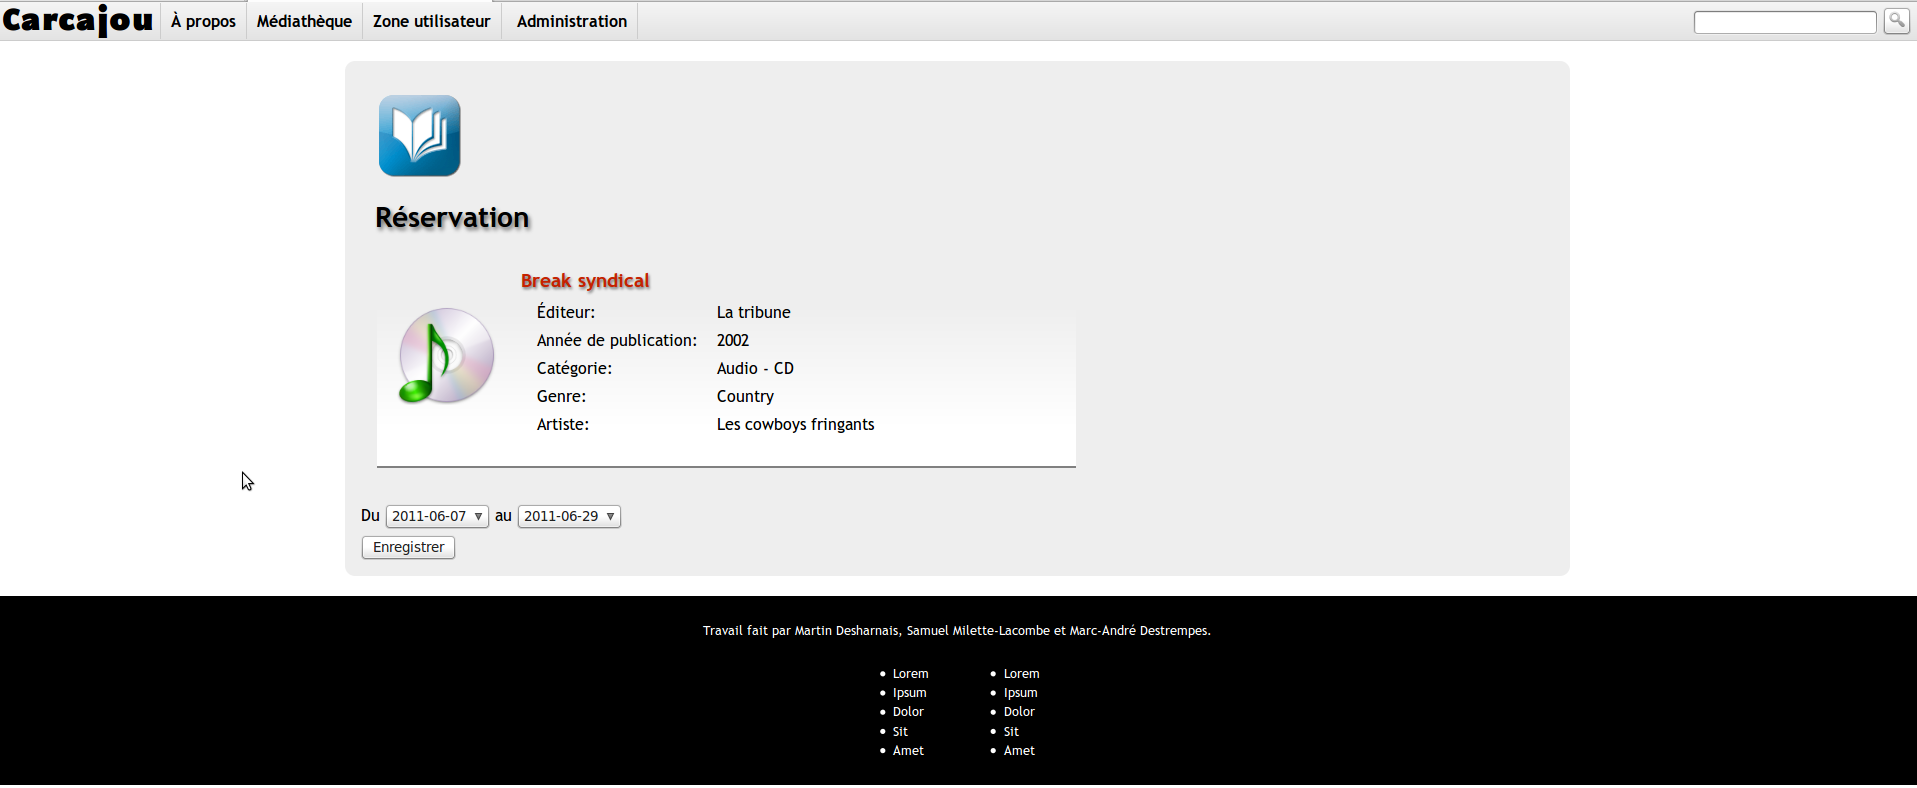 Carcajou À propos Médiathèque Zone utilisateur Administration
Réservation
Break syndical
Éditeur: La tribune
Année de publication: 2002
Catégorie: Audio - CD
Genre: Country
Artiste: Les cowboys fringants
Du 2011-06-07 au 2011-06-29
Enregistrer
Travail fait par Martin Desharnais, Samuel Milette-Lacombe et Marc-André Destrempes.
• Lorem • Lorem
• Ipsum • Ipsum
• Dolor • Dolor
• Sit • Sit
• Amet • Amet